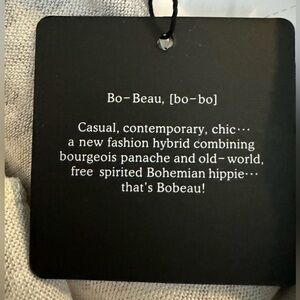 Bo-Beau, [bo-bo]
Casual, contemporary, chic···
a new fashion hybrid combining
bourgeois panache and old-world,
free spirited Bohemian hippie···
that's Bobeau!